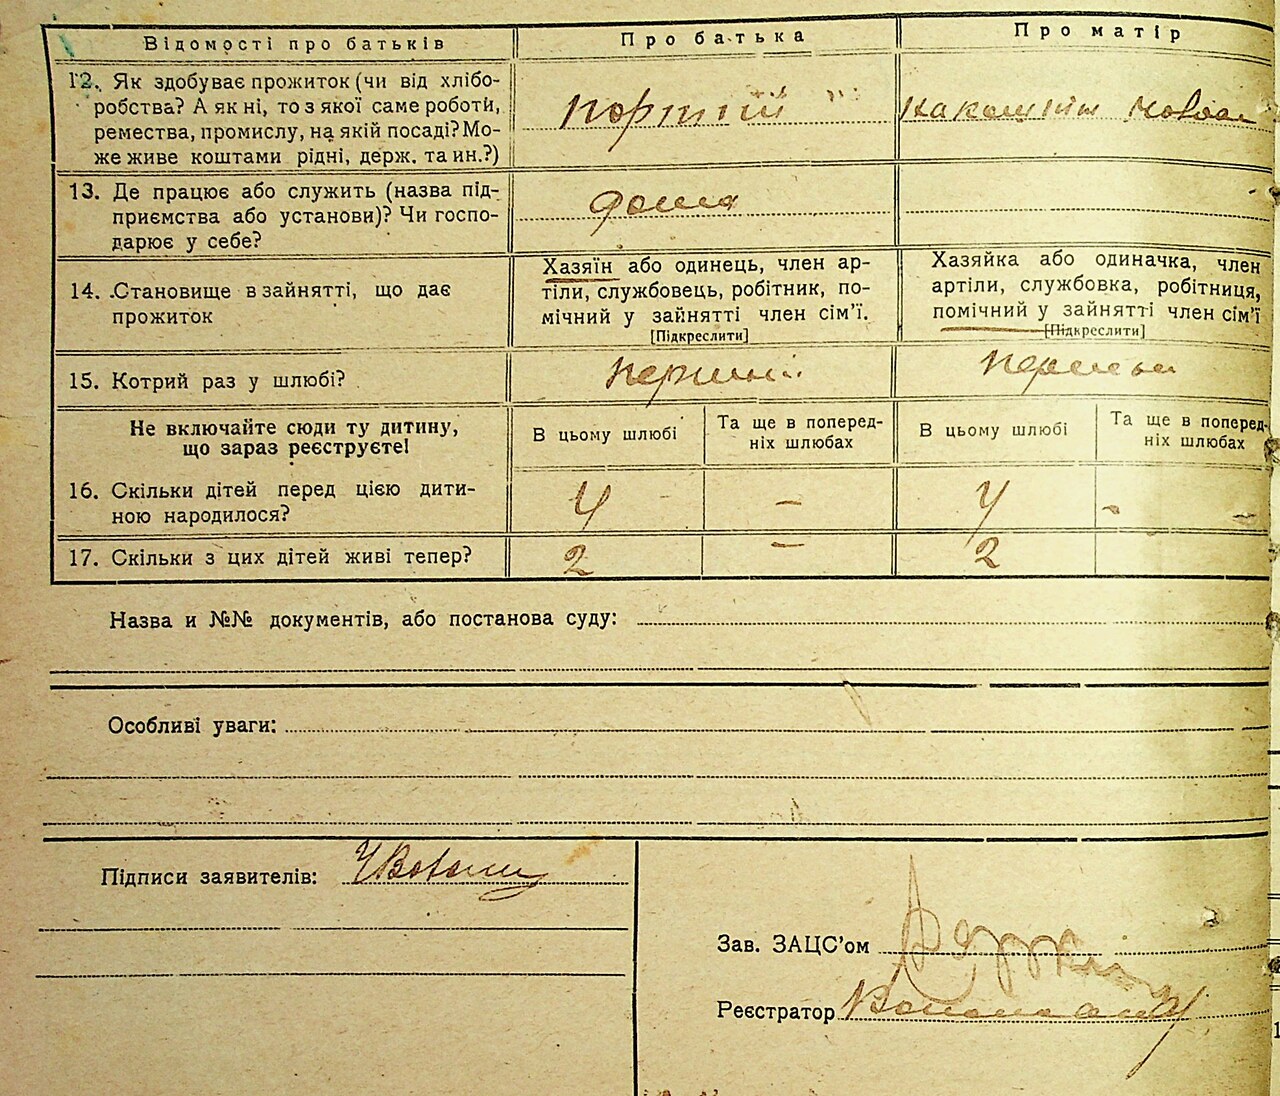 Відомості про батьків Про батька Про матір
12. Як здобуває прожиток (чи від хлібо-
робства? А як ні, то з якої саме роботи,
ремества, промислу, на якій посаді? Мо-
же живе коштами рідні, держ. та ин.?)
13. Де працює або служить (назва під-
приємства або установи)? Чи госпо-
дарює у себе?
дома
14. Становище в зайнятті, що дає
прожиток
Хазяїн або одинець, член ар-
тіли, службовець, робітник, по-
мічний у зайнятті член сім’ї.
[Підкреслити]
Хазяйка або одиначка, член
артіли, службовка, робітниця,
помічний у зайнятті член сім’ї
[Підкреслити]
15. Котрий раз у шлюбі?
Не включайте сюди ту дитину,
що зараз реєструєте!
В цьому шлюбі
Та ще в поперед-
ніх шлюбах
В цьому шлюбі
Та ще в поперед-
ніх шлюбах
16. Скільки дітей перед цією дити-
ною народилося?
4 – 4 –
17. Скільки з цих дітей живі тепер? 2 – 2 –
Назва и №№ документів, або постанова суду:
Особливі уваги:
Підписи заявителів:
Зав. ЗАЦС’ом
Реєстратор